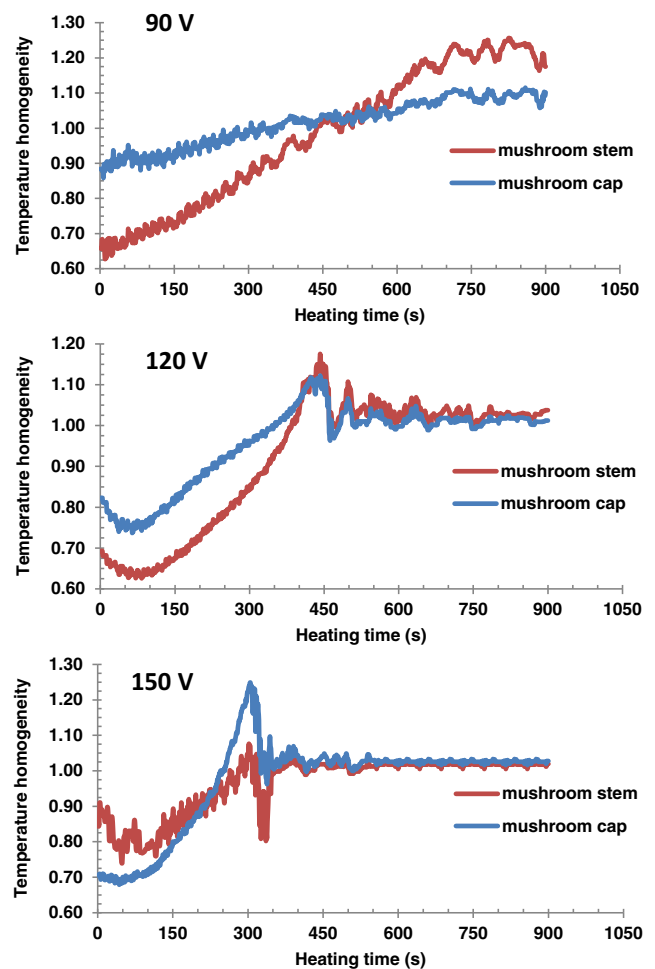 90 V
1.30
1.20
1.10
1.00
0.90
0.80
0.70
0.60
Temperature homogeneity
mushroom stem
mushroom cap
0 150 300 450 600 750 900 1050
Heating time (s)
120 V
1.20
1.10
1.00
0.90
0.80
0.70
0.60
Temperature homogeneity
mushroom stem
mushroom cap
0 150 300 450 600 750 900 1050
Heating time (s)
150 V
1.30
1.20
1.10
1.00
0.90
0.80
0.70
0.60
Temperature homogeneity
mushroom stem
mushroom cap
0 150 300 450 600 750 900 1050
Heating time (s)